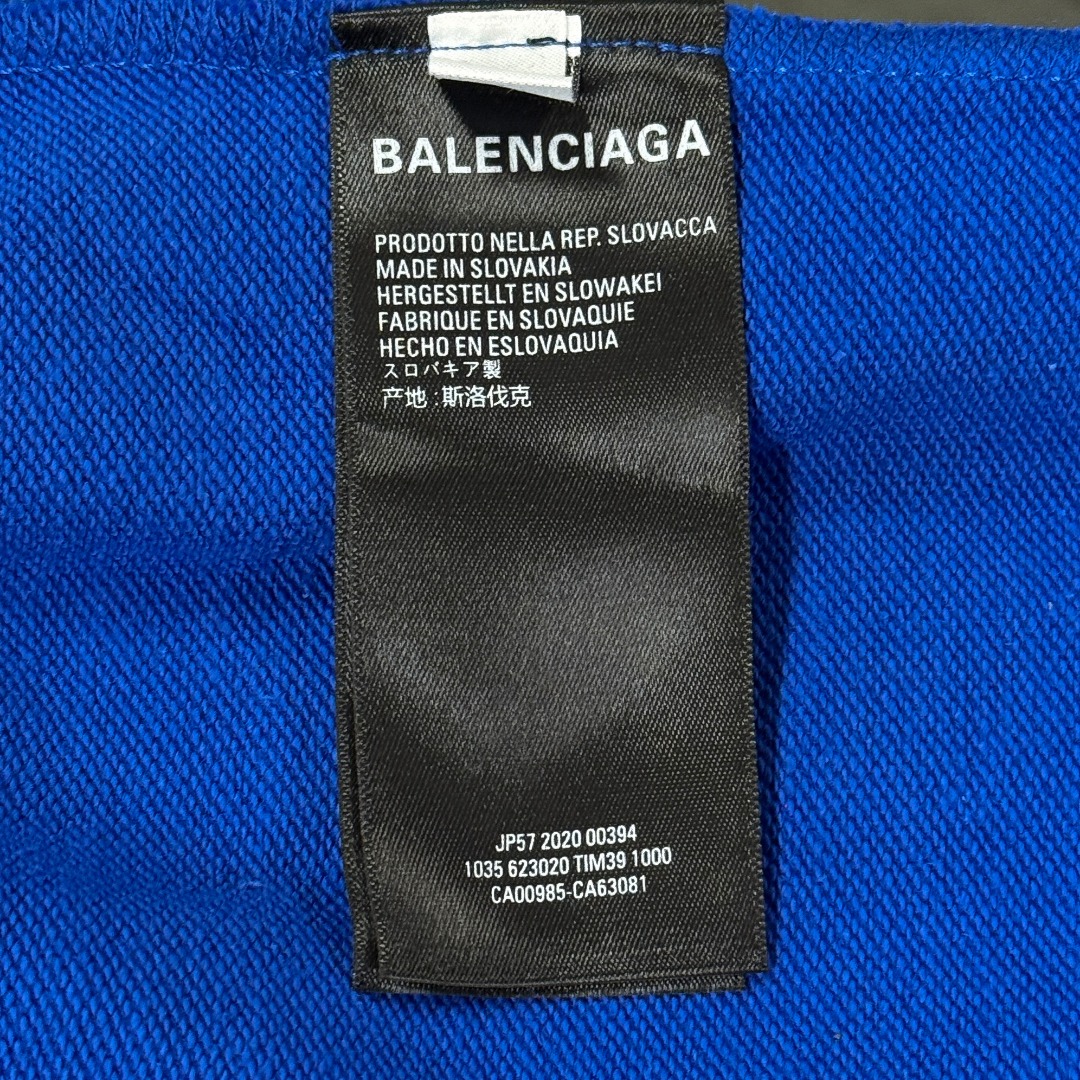 BALENCIAGA
PRODOTTO NELLA REP. SLOVACCA
MADE IN SLOVAKIA
HERGESTELLT EN SLOWAKEI
FABRIQUE EN SLOVAQUIE
HECHO EN ESLOVAQUIA
スロバキア製
产地:斯洛伐克
JP57 2020 00394
1035 623020 TIM39 1000
CA00985-CA63081